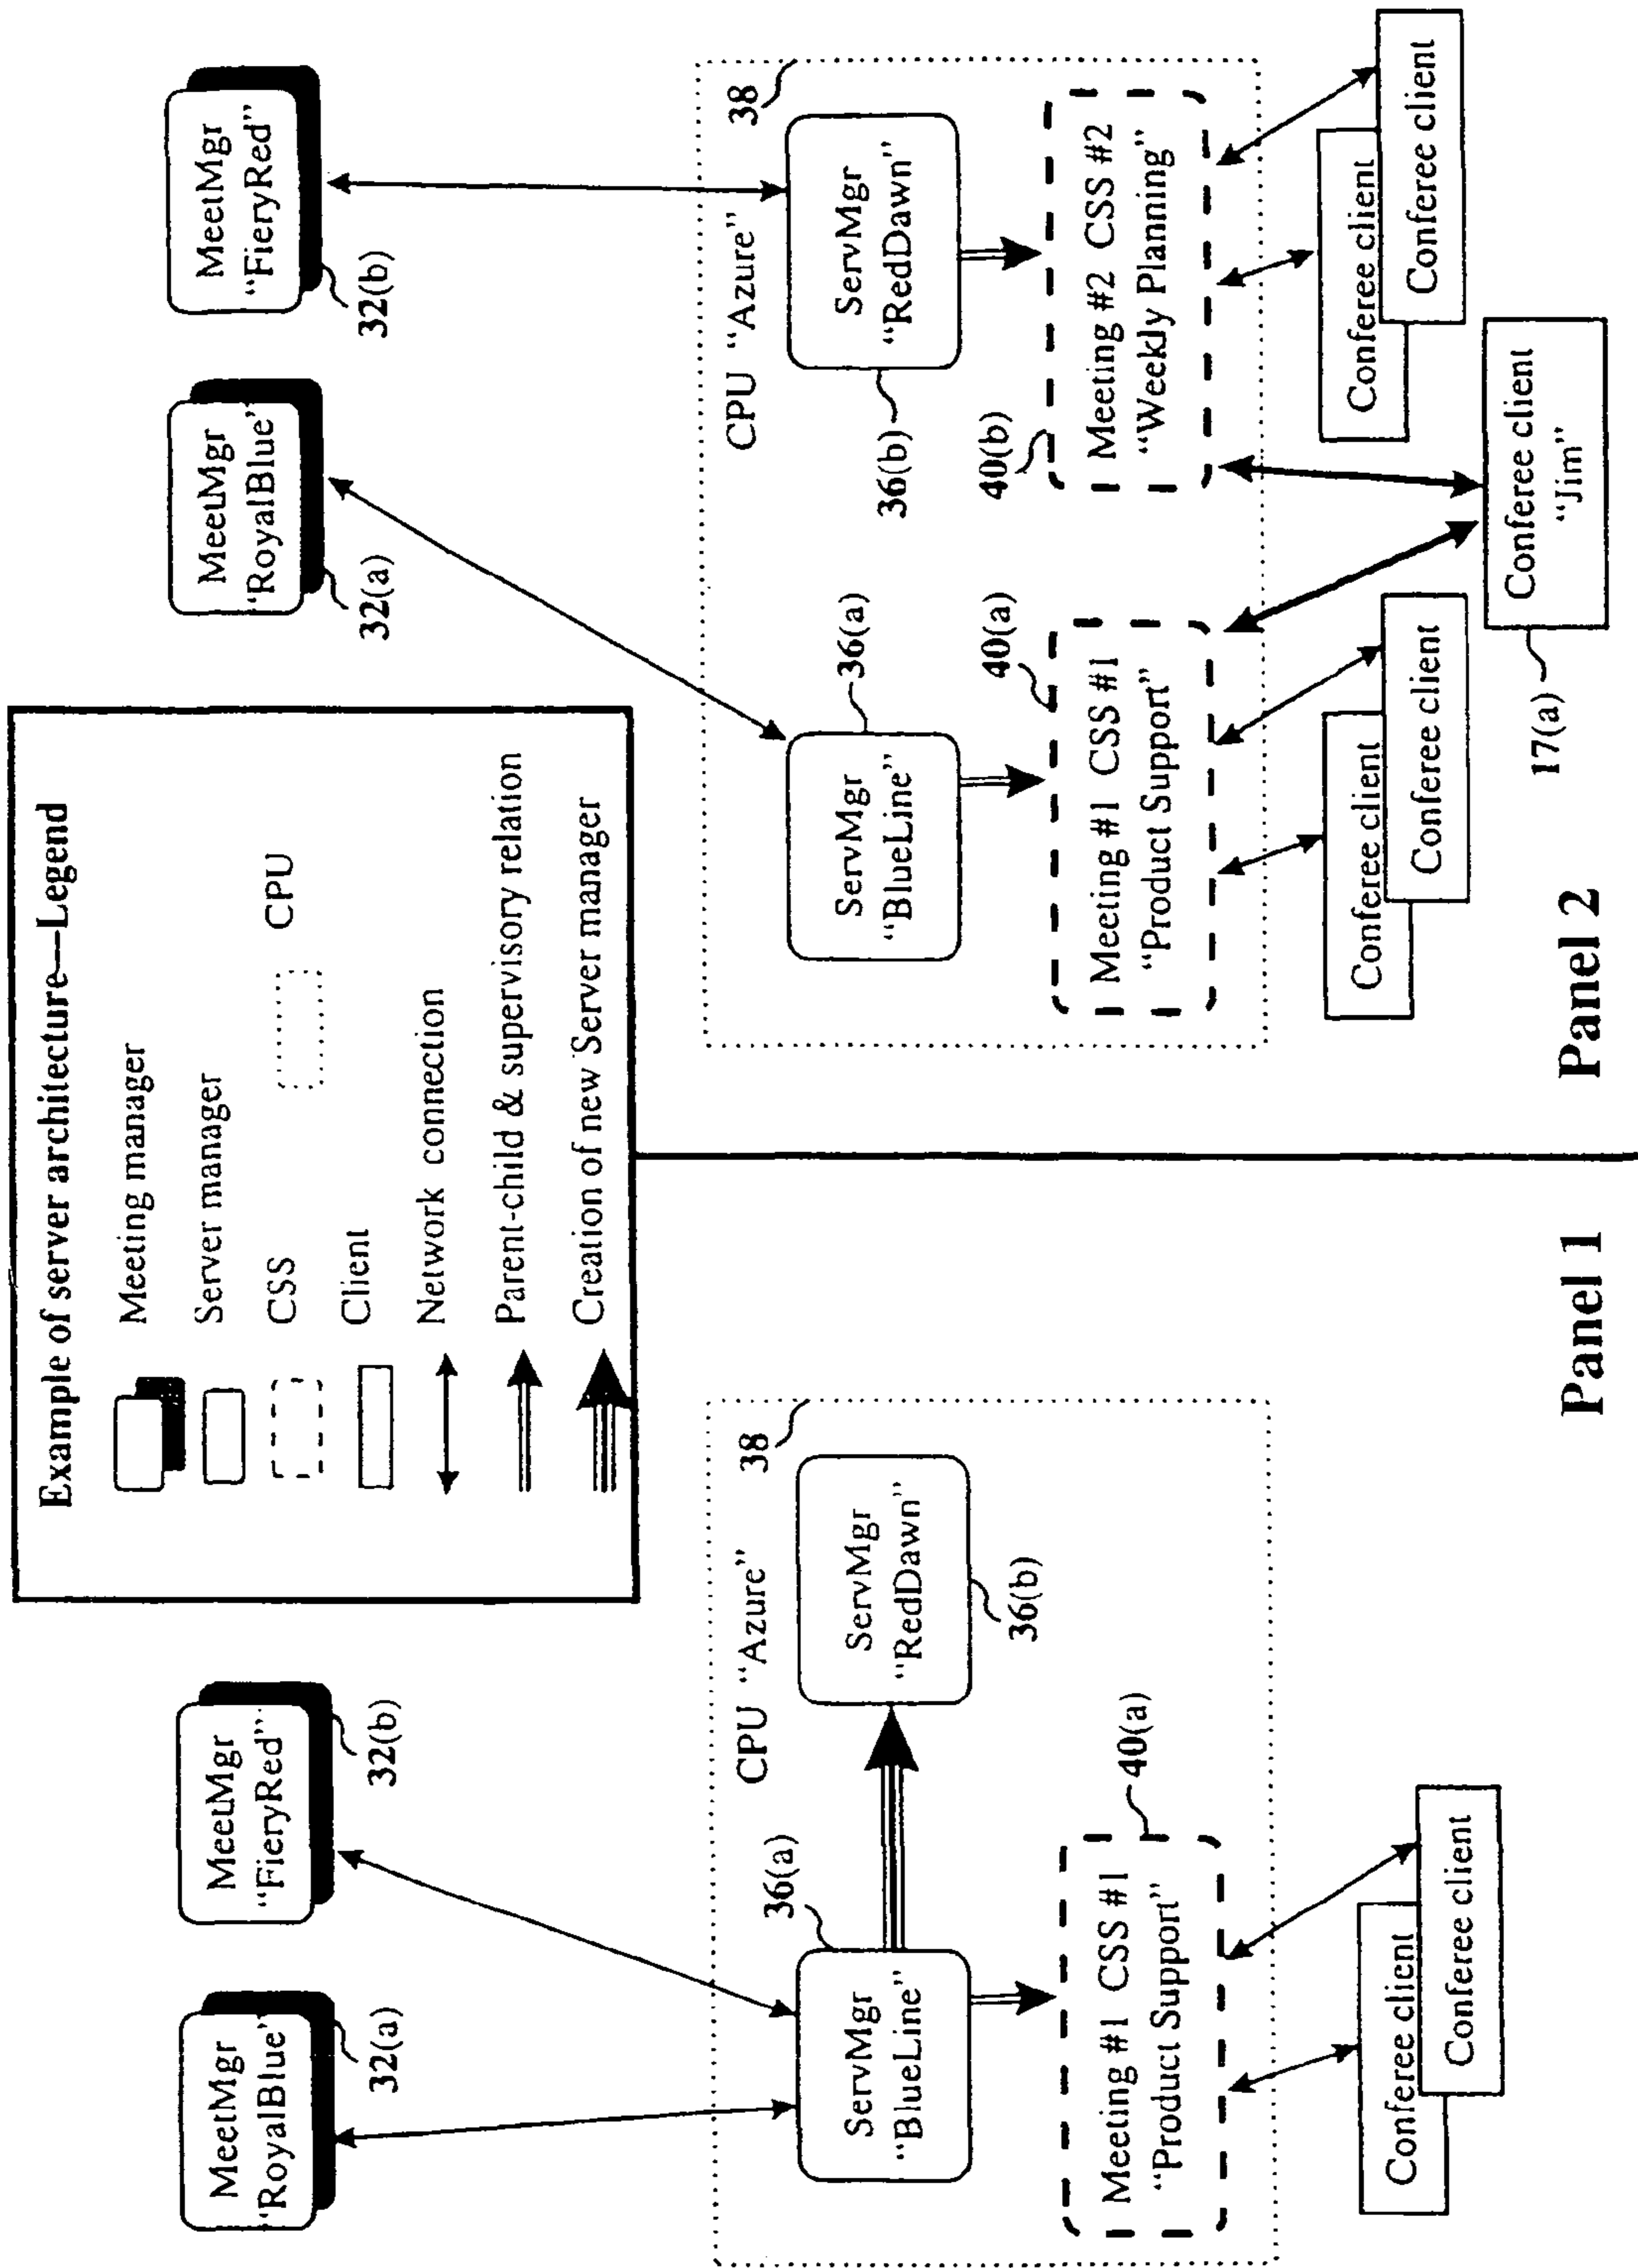 Example of server architecture—Legend
Meeting manager
Server manager
CSS
CPU
Client
Network connection
Parent-child & supervisory relation
Creation of new Server manager
MeetMgr
"RoyalBlue"
32(a)
MeetMgr
"FieryRed"
32(b)
CPU "Azure"
38
36(a)
ServMgr
"BlueLine"
ServMgr
"RedDawn"
36(b)
40(a)
Meeting #1 CSS #1
"Product Support"
Conferee client
Conferee client
Panel 1
MeetMgr
"RoyalBlue"
32(a)
MeetMgr
"FieryRed"
32(b)
CPU "Azure"
38
ServMgr
"BlueLine"
36(a)
ServMgr
"RedDawn"
36(b)
40(a)
Meeting #1 CSS #1
"Product Support"
40(b)
Meeting #2 CSS #2
"Weekly Planning"
Conferee client
Conferee client
Conferee client
Conferee client
Conferee client
"Jim"
17(a)
Panel 2